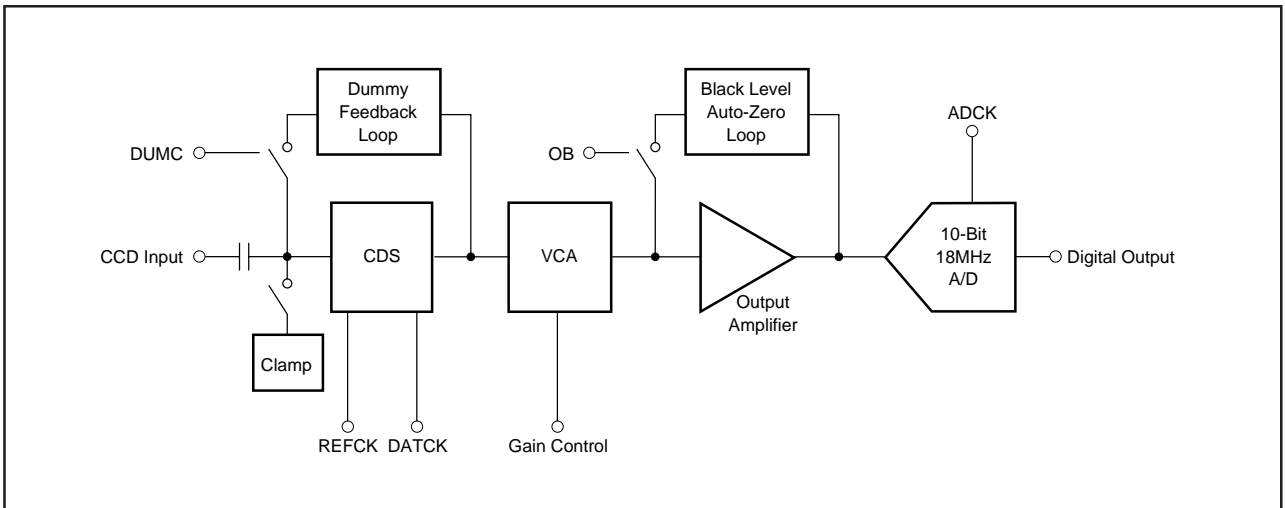 Dummy
Feedback
Loop
Black Level
Auto-Zero
Loop
ADCK
DUMC
OB
CCD Input
CDS
VCA
10-Bit
18MHz
A/D
Digital Output
Output
Amplifier
Clamp
REFCK
DATCK
Gain Control